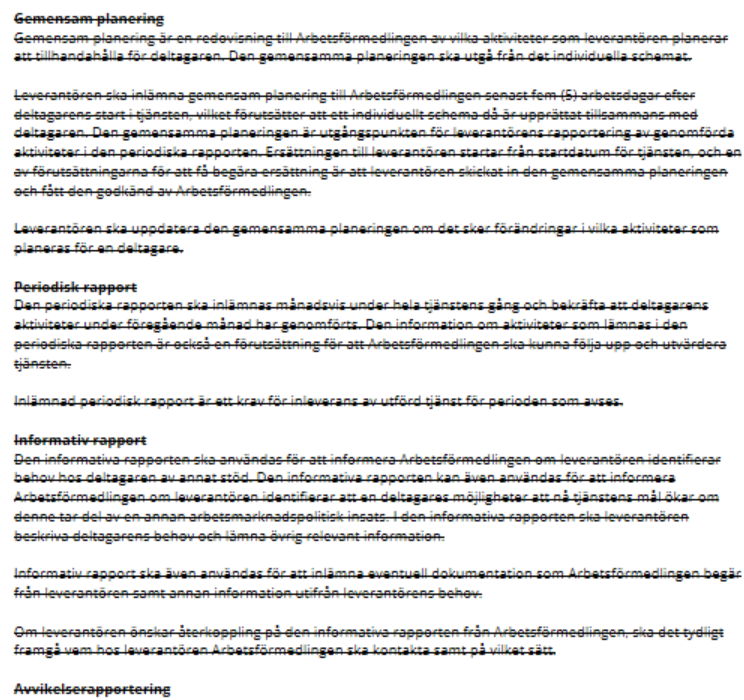 Gemensam planering
Gemensam planering är en redovisning till Arbetsförmedlingen av vilka aktiviteter som leverantören planerar
att tillhandahålla för deltagaren. Den gemensamma planeringen ska utgå från det individuella schemat.
Leverantören ska inlämna gemensam planering till Arbetsförmedlingen senast fem (5) arbetsdagar efter
deltagarens start i tjänsten, vilket förutsätter att ett individuellt schema då är upprättat tillsammans med
deltagaren. Den gemensamma planeringen är utgångspunkten för leverantörens rapportering av genomförda
aktiviteter i den periodiska rapporten. Ersättningen till leverantören startar från startdatum för tjänsten, och en
av förutsättningarna för att få begära ersättning är att leverantören skickat in den gemensamma planeringen
och fått den godkänd av Arbetsförmedlingen.
Leverantören ska uppdatera den gemensamma planeringen om det sker förändringar i vilka aktiviteter som
planeras för en deltagare.
Periodisk rapport
Den periodiska rapporten ska inlämnas månadsvis under hela tjänstens gång och bekräfta att deltagarens
aktiviteter under föregående månad har genomförts. Den information om aktiviteter som lämnas i den
periodiska rapporten är också en förutsättning för att Arbetsförmedlingen ska kunna följa upp och utvärdera
tjänsten.
Inlämnad periodisk rapport är ett krav för inleverans av utförd tjänst för perioden som avses.
Informativ rapport
Den informativa rapporten ska användas för att informera Arbetsförmedlingen om leverantören identifierar
behov hos deltagaren av annat stöd. Den informativa rapporten kan även användas för att informera
Arbetsförmedlingen om leverantören identifierar att en deltagares möjligheter att nå tjänstens mål ökar om
denne tar del av en annan arbetsmarknadspolitisk insats. I den informativa rapporten ska leverantören
beskriva deltagarens behov och lämna övrig relevant information.
Informativ rapport ska även användas för att inlämna eventuell dokumentation som Arbetsförmedlingen begär
från leverantören samt annan information utifrån leverantörens behov.
Om leverantören önskar återkoppling på den informativa rapporten från Arbetsförmedlingen, ska det tydligt
framgå vem hos leverantören Arbetsförmedlingen ska kontakta samt på vilket sätt.
Avvikelserapportering